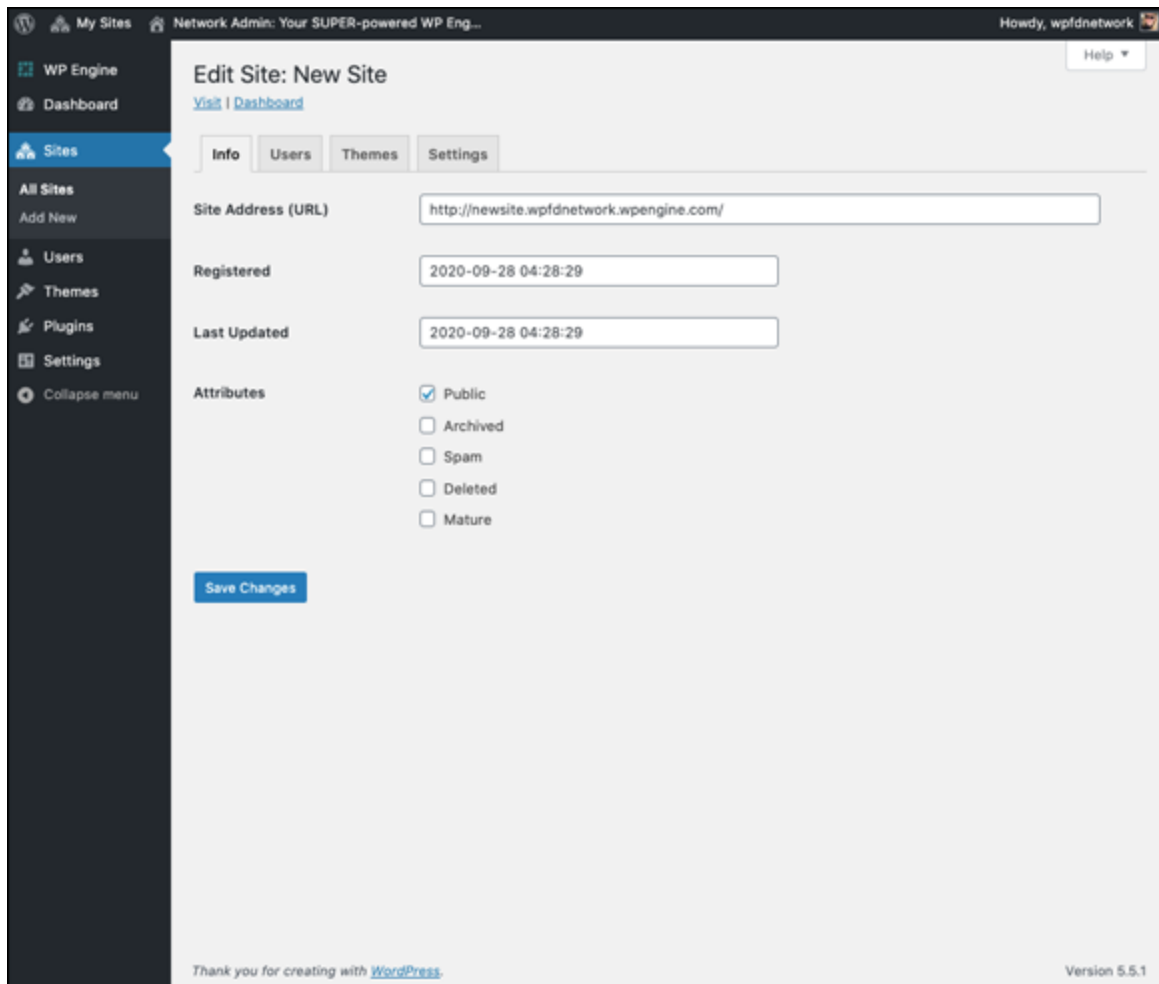 My Sites Network Admin: Your SUPER-powered WP Eng... Howdy, wpfdnetwork
WP Engine
Dashboard
Sites
All Sites
Add New
Users
Themes
Plugins
Settings
Collapse menu
Help
Edit Site: New Site
Visit | Dashboard
Info Users Themes Settings
Site Address (URL) http://newsite.wpfdnetwork.wpengine.com/
Registered 2020-09-28 04:28:29
Last Updated 2020-09-28 04:28:29
Attributes Public
Archived
Spam
Deleted
Mature
Save Changes
Thank you for creating with WordPress. Version 5.5.1